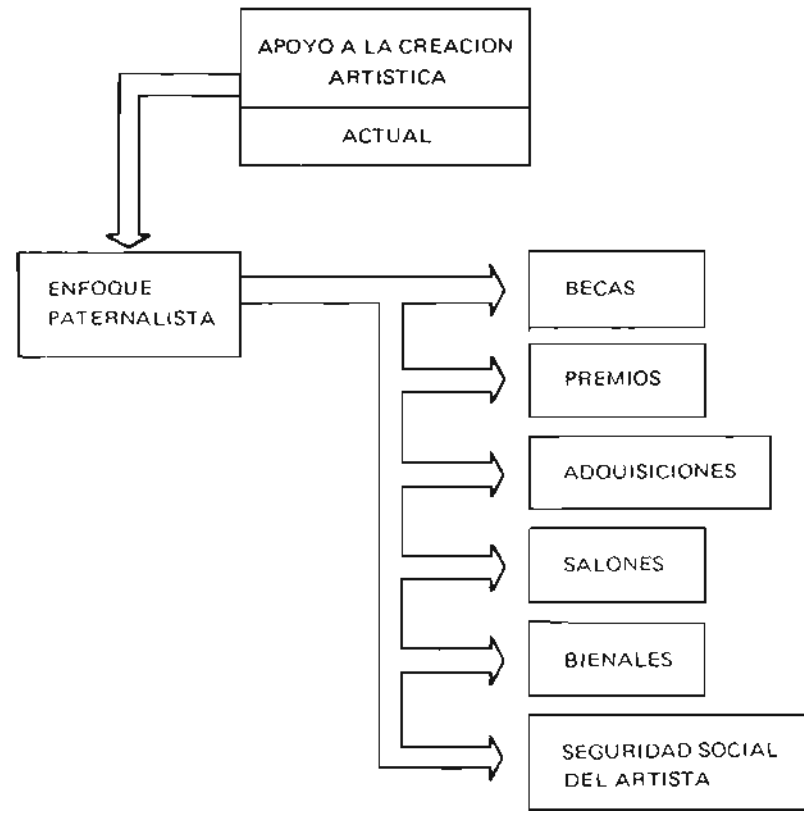 APOYO A LA CREACION
ARTISTICA
ACTUAL
ENFOQUE
PATERNALISTA
BECAS
PREMIOS
ADQUISICIONES
SALONES
BIENALES
SEGURIDAD SOCIAL
DEL ARTISTA